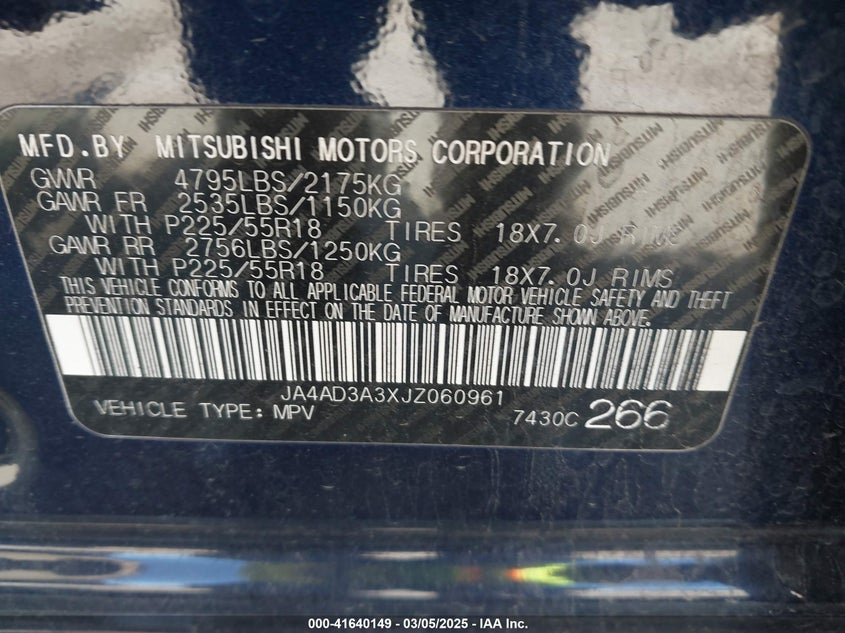 MFD.BY MITSUBISHI MOTORS CORPORATION
GVWR 4795LBS/2175KG
GAWR FR 2535LBS/1150KG
WITH P225/55R18 TIRES 18X7.0J RIMS
GAWR RR 2756LBS/1250KG
WITH P225/55R18 TIRES 18X7.0J RIMS
THIS VEHICLE CONFORMS TO ALL APPLICABLE FEDERAL MOTOR VEHICLE SAFETY AND THEFT
PREVENTION STANDARDS IN EFFECT ON THE DATE OF MANUFACTURE SHOWN ABOVE.
JA4AD3A3XJZ060961
VEHICLE TYPE: MPV 7430C 266
000-41640149 - 03/05/2025 - IAA Inc.